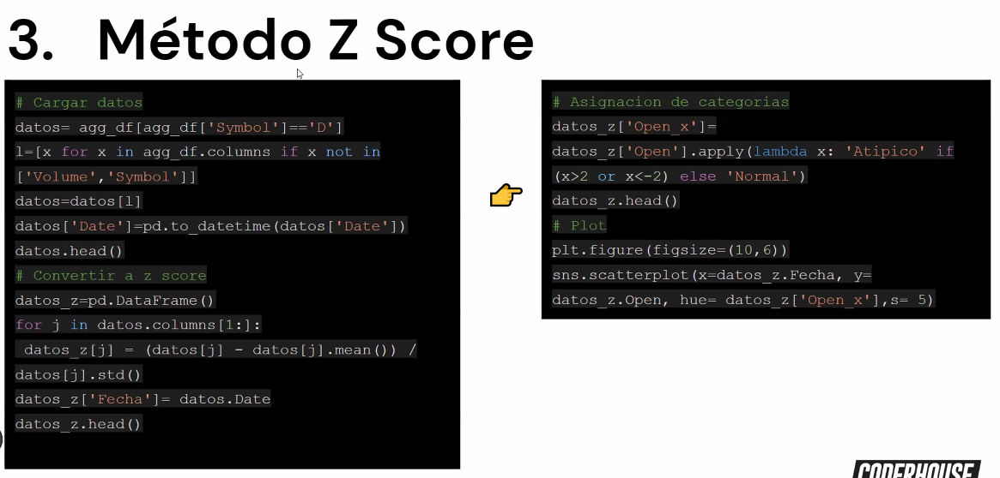 3. Método Z Score
# Cargar datos
datos= agg_df[agg_df['Symbol']=='D']
l=[x for x in agg_df.columns if x not in
['Volume','Symbol']]
datos=datos[l]
datos['Date']=pd.to_datetime(datos['Date'])
datos.head()
# Convertir a z score
datos_z=pd.DataFrame()
for j in datos.columns[1:]:
 datos_z[j] = (datos[j] - datos[j].mean()) /
datos[j].std()
datos_z['Fecha']= datos.Date
datos_z.head()
# Asignacion de categorias
datos_z['Open_x']=
datos_z['Open'].apply(lambda x: 'Atipico' if
(x>2 or x<-2) else 'Normal')
datos_z.head()
# Plot
plt.figure(figsize=(10,6))
sns.scatterplot(x=datos_z.Fecha, y=
datos_z.Open, hue= datos_z['Open_x'],s= 5)
CODERHOUSE